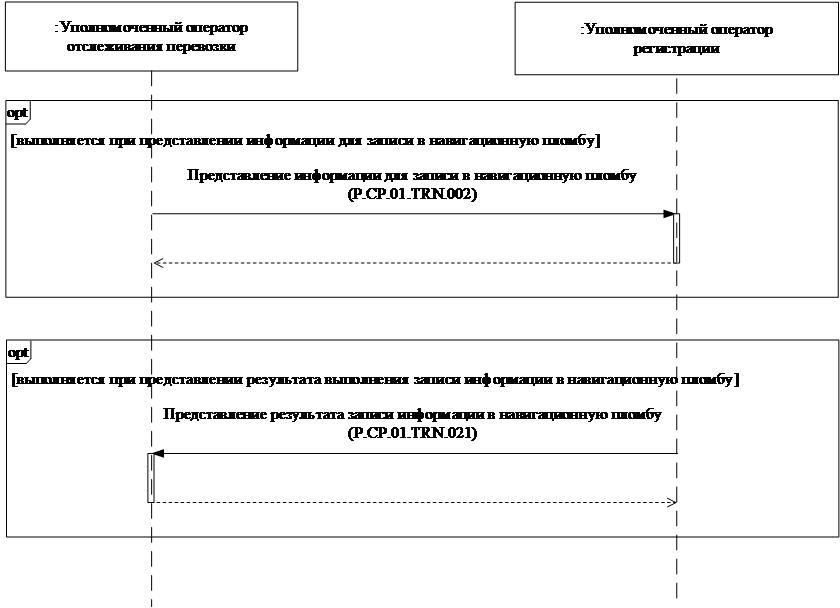 :Уполномоченный оператор
отслеживания перевозки
:Уполномоченный оператор
регистрации
opt
[выполняется при представлении информации для записи в навигационную пломбу]
Представление информации для записи в навигационную пломбу
(P.CP.01.TRN.002)
opt
[выполняется при представлении результата выполнения записи информации в навигационную пломбу]
Представление результата записи информации в навигационную пломбу
(P.CP.01.TRN.021)